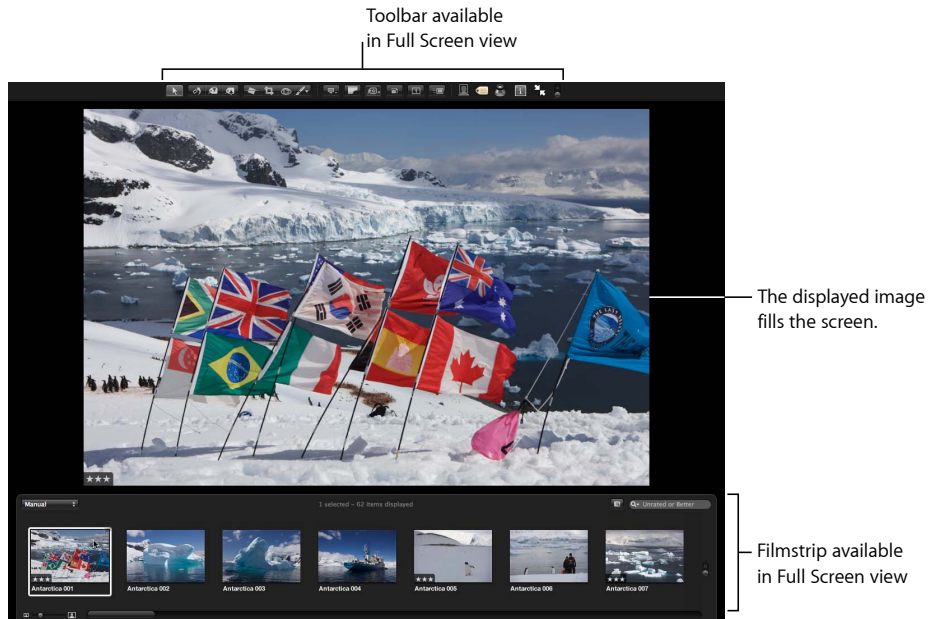 Toolbar available
in Full Screen view
The displayed image
fills the screen.
Manual
1 selected - 62 items displayed
Unrated or Better
Antarctica 001
Antarctica 002
Antarctica 003
Antarctica 004
Antarctica 005
Antarctica 006
Antarctica 007
Filmstrip available
in Full Screen view